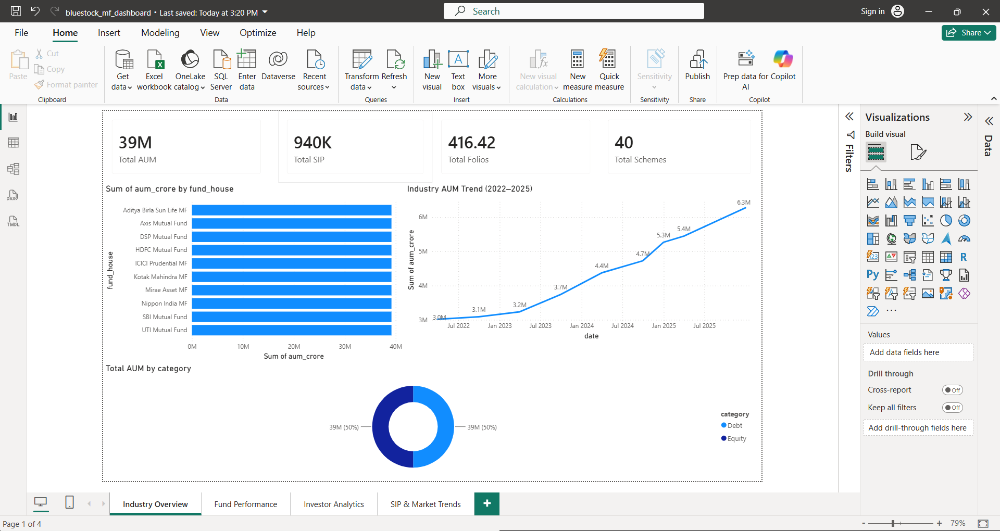 bluestock_mf_dashboard • Last saved: Today at 3:20 PM
Search
Sign in
File Home Insert Modeling View Optimize Help
Share
Paste
Cut
Copy
Format painter
Clipboard
Get data
Excel workbook
OneLake catalog
SQL Server
Enter data
Dataverse
Recent sources
Data
Transform data
Refresh
Queries
New visual
Text box
More visuals
Insert
New visual calculation
New measure
Quick measure
Calculations
Sensitivity
Sensitivity
Publish
Share
Prep data for AI
Copilot
Copilot
DAX
TMDL
39M
Total AUM
940K
Total SIP
416.42
Total Folios
40
Total Schemes
Sum of aum_crore by fund_house
fund_house
Aditya Birla Sun Life MF
Axis Mutual Fund
DSP Mutual Fund
HDFC Mutual Fund
ICICI Prudential MF
Kotak Mahindra MF
Mirae Asset MF
Nippon India MF
SBI Mutual Fund
UTI Mutual Fund
0M 10M 20M 30M 40M
Sum of aum_crore
Industry AUM Trend (2022–2025)
Sum of aum_crore
6M
5M
4M
3M
3.0M 3.1M 3.2M 3.7M 4.4M 4.7M 5.3M 5.4M 6.3M
Jul 2022 Jan 2023 Jul 2023 Jan 2024 Jul 2024 Jan 2025 Jul 2025
date
Total AUM by category
39M (50%)
39M (50%)
category
Debt
Equity
Filters
Visualizations
Build visual
123
R
Py
Values
Add data fields here
Drill through
Cross-report
Off
Keep all filters
Off
Add drill-through fields here
Data
Industry Overview
Fund Performance
Investor Analytics
SIP & Market Trends
Page 1 of 4
79%